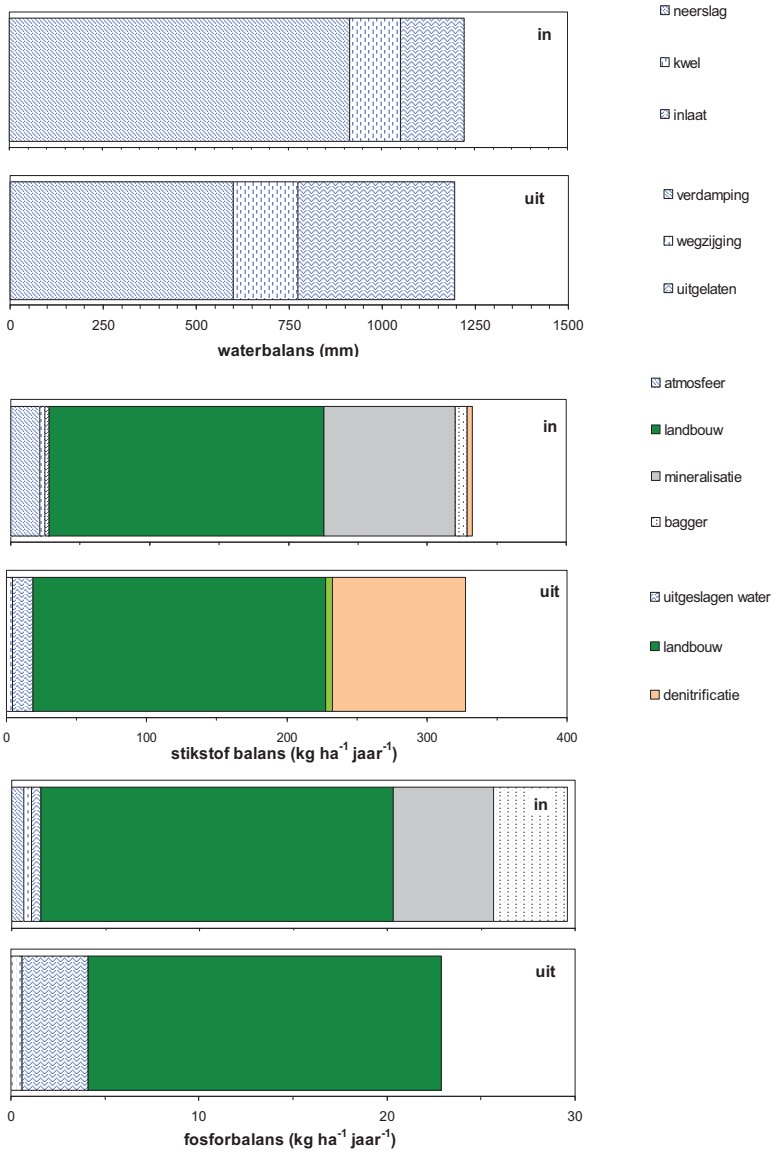 in
neerslag
kwel
inlaat
uit
verdamping
wegzijging
uitgelaten
0 250 500 750 1000 1250 1500
waterbalans (mm)
in
atmosfeer
landbouw
mineralisatie
bagger
uit
uitgeslagen water
landbouw
denitrificatie
0 100 200 300 400
stikstof balans (kg ha⁻¹ jaar⁻¹)
in
uit
0 10 20 30
fosforbalans (kg ha⁻¹ jaar⁻¹)